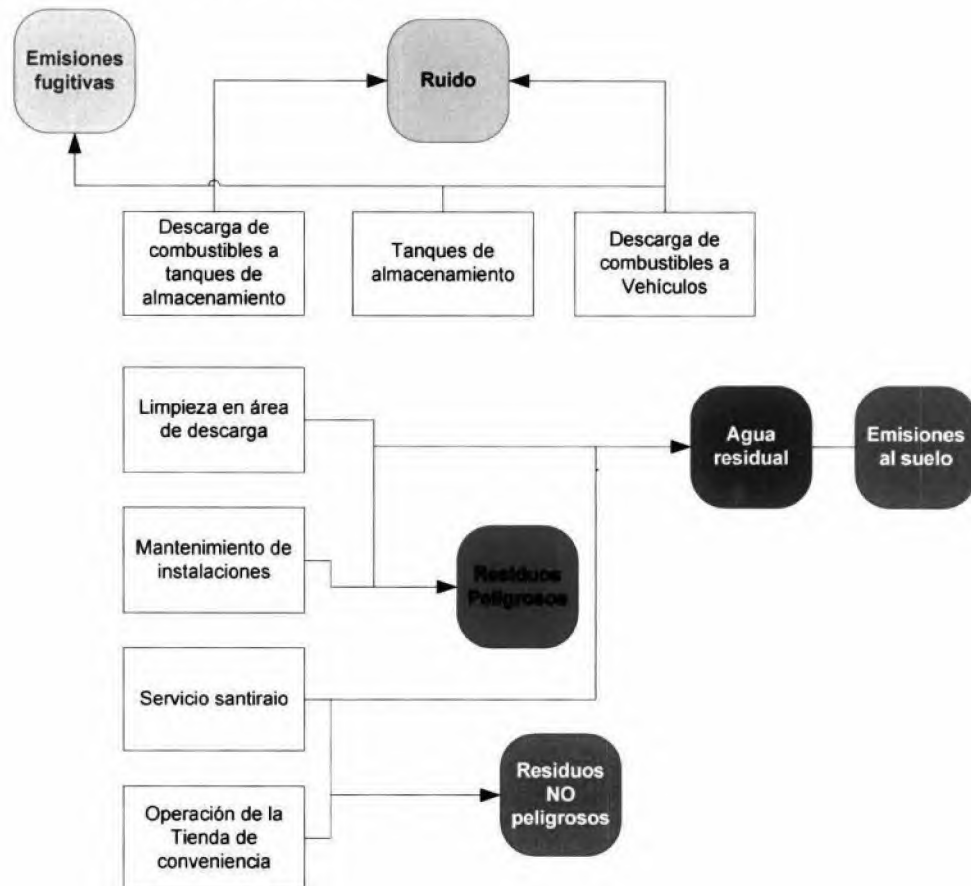 Emisiones
fugitivas
Ruido
Descarga de
combustibles a
tanques de
almacenamiento
Tanques de
almacenamiento
Descarga de
combustibles a
Vehículos
Limpieza en área
de descarga
Agua
residual
Emisiones
al suelo
Mantenimiento de
instalaciones
Residuos
Peligrosos
Servicio santiraio
Residuos
NO
peligrosos
Operación de la
Tienda de
conveniencia